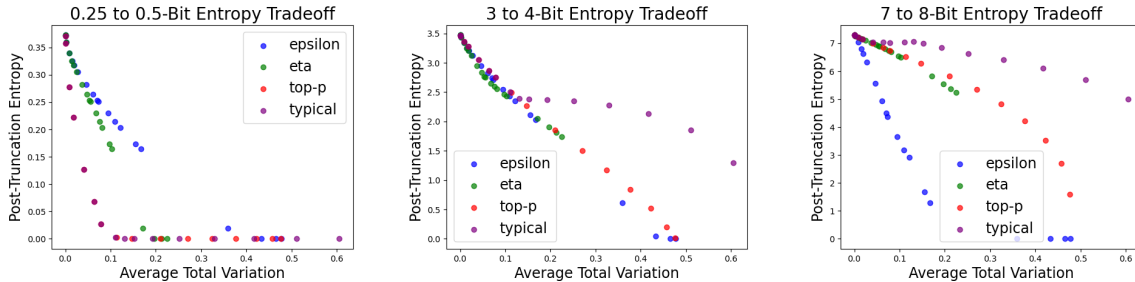 0.25 to 0.5-Bit Entropy Tradeoff
Post-Truncation Entropy
0.35
0.30
0.25
0.20
0.15
0.10
0.05
0.00
epsilon
eta
top-p
typical
0.0 0.1 0.2 0.3 0.4 0.5 0.6
Average Total Variation
3 to 4-Bit Entropy Tradeoff
Post-Truncation Entropy
3.5
3.0
2.5
2.0
1.5
1.0
0.5
0.0
epsilon
eta
top-p
typical
0.0 0.1 0.2 0.3 0.4 0.5 0.6
Average Total Variation
7 to 8-Bit Entropy Tradeoff
Post-Truncation Entropy
7
6
5
4
3
2
1
0
epsilon
eta
top-p
typical
0.0 0.1 0.2 0.3 0.4 0.5 0.6
Average Total Variation